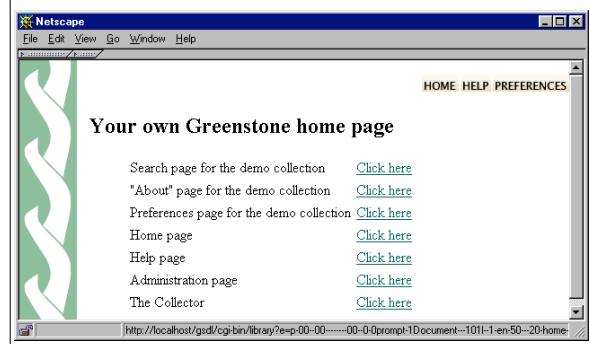 Netscape
File Edit View Go Window Help
HOME HELP PREFERENCES
Your own Greenstone home page
Search page for the demo collection Click here
"About" page for the demo collection Click here
Preferences page for the demo collection Click here
Home page Click here
Help page Click here
Administration page Click here
The Collector Click here
http://localhost/gsdl/cgi-bin/library?e=p-00-00-------00--0-0prompt-1Document---101l--1-en-50---20-home-